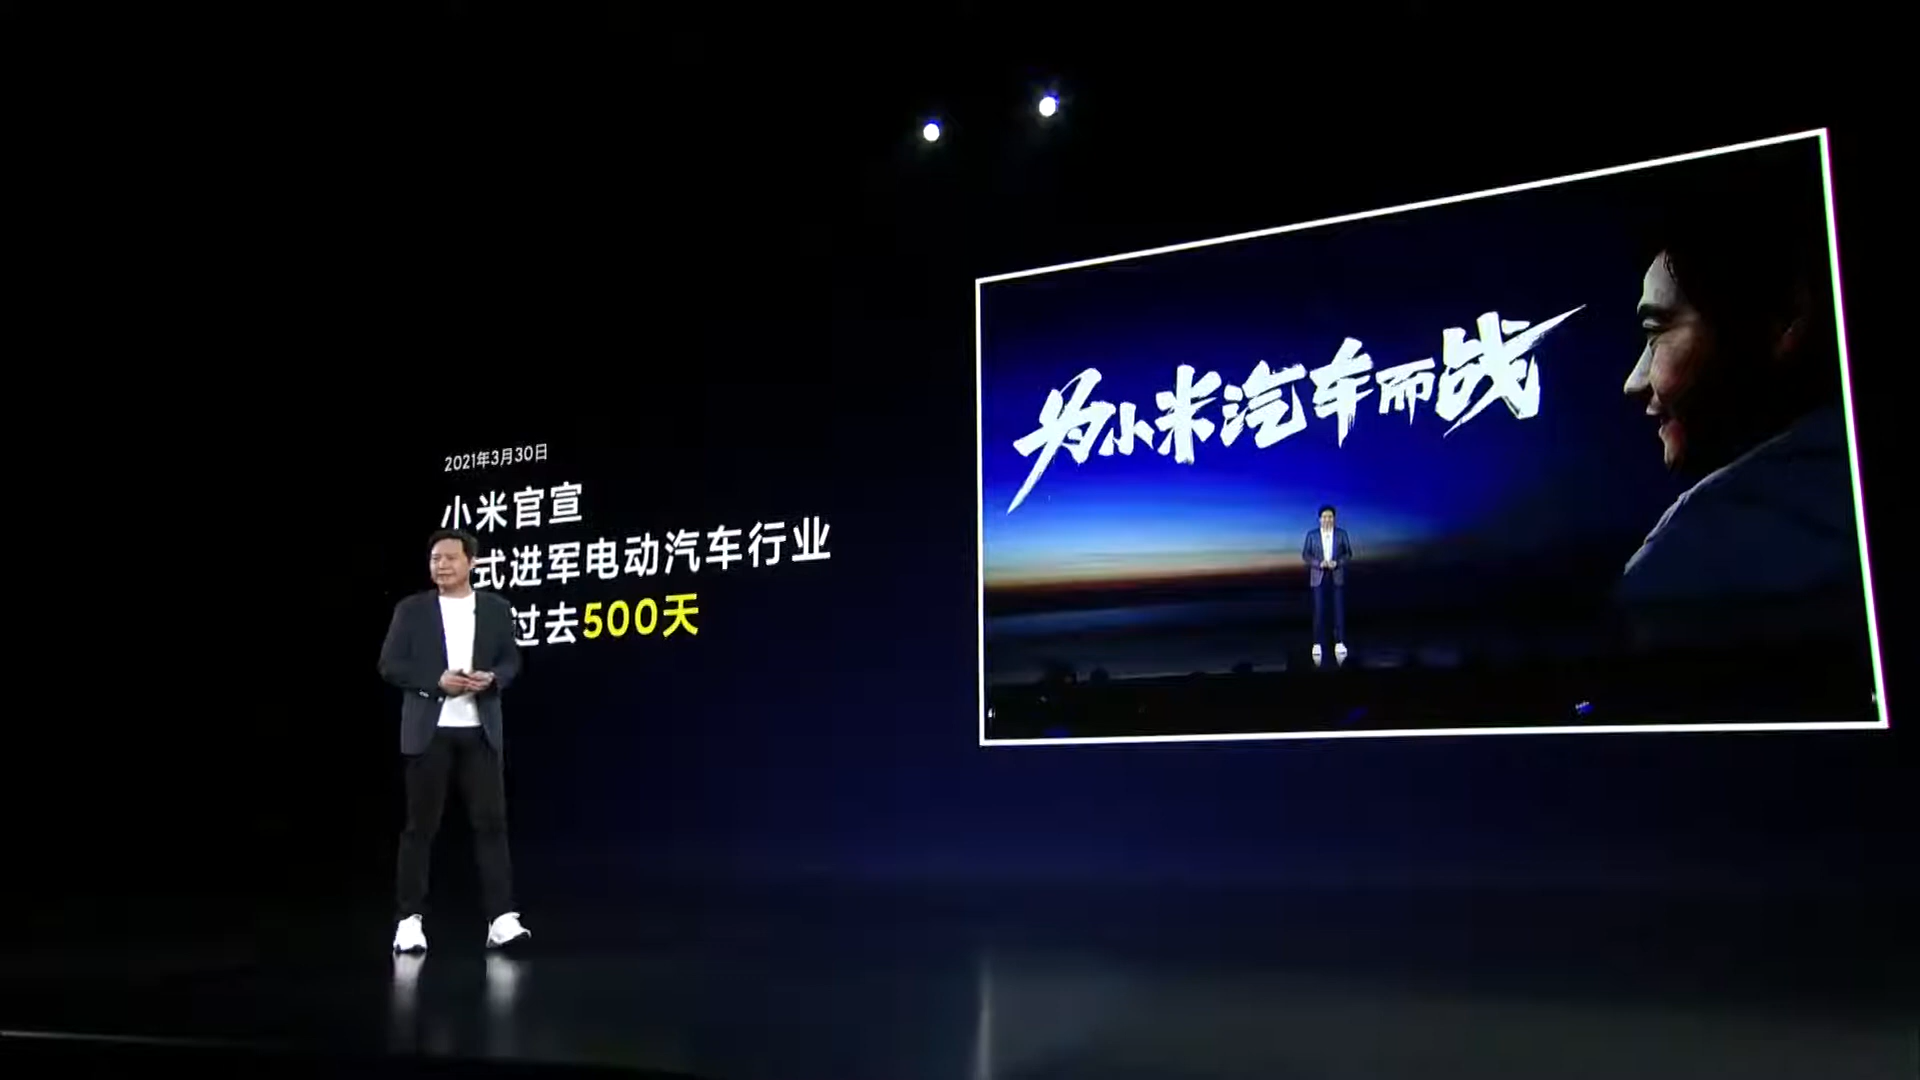 2021年3月30日
小米官宣
式进军电动汽车行业
过去500天
为小米汽车而战